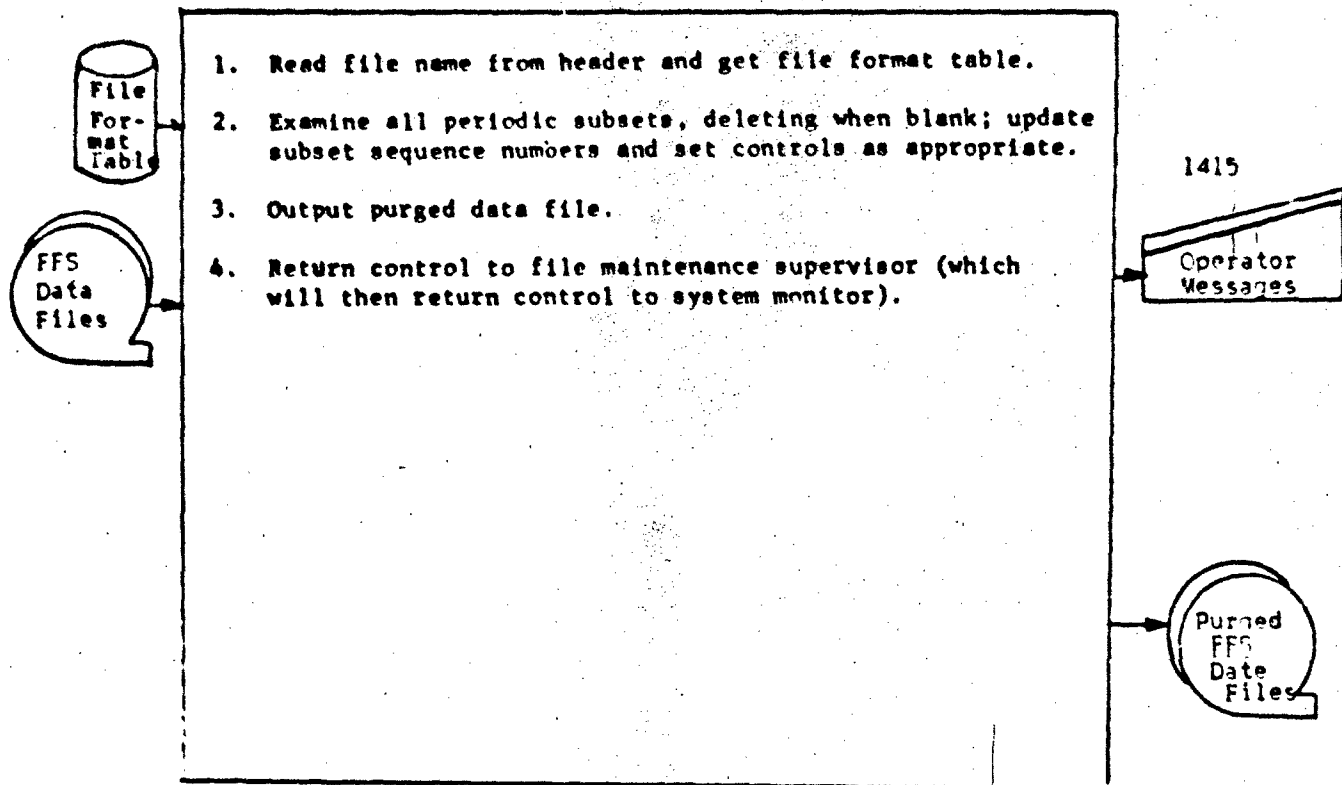 File
For-
mat
Table
FFS
Data
Files
1. Read file name from header and get file format table.
2. Examine all periodic subsets, deleting when blank; update
subset sequence numbers and set controls as appropriate.
3. Output purged data file.
4. Return control to file maintenance supervisor (which
will then return control to system monitor).
1415
Operator
Messages
Purged
FFS
Date
Files